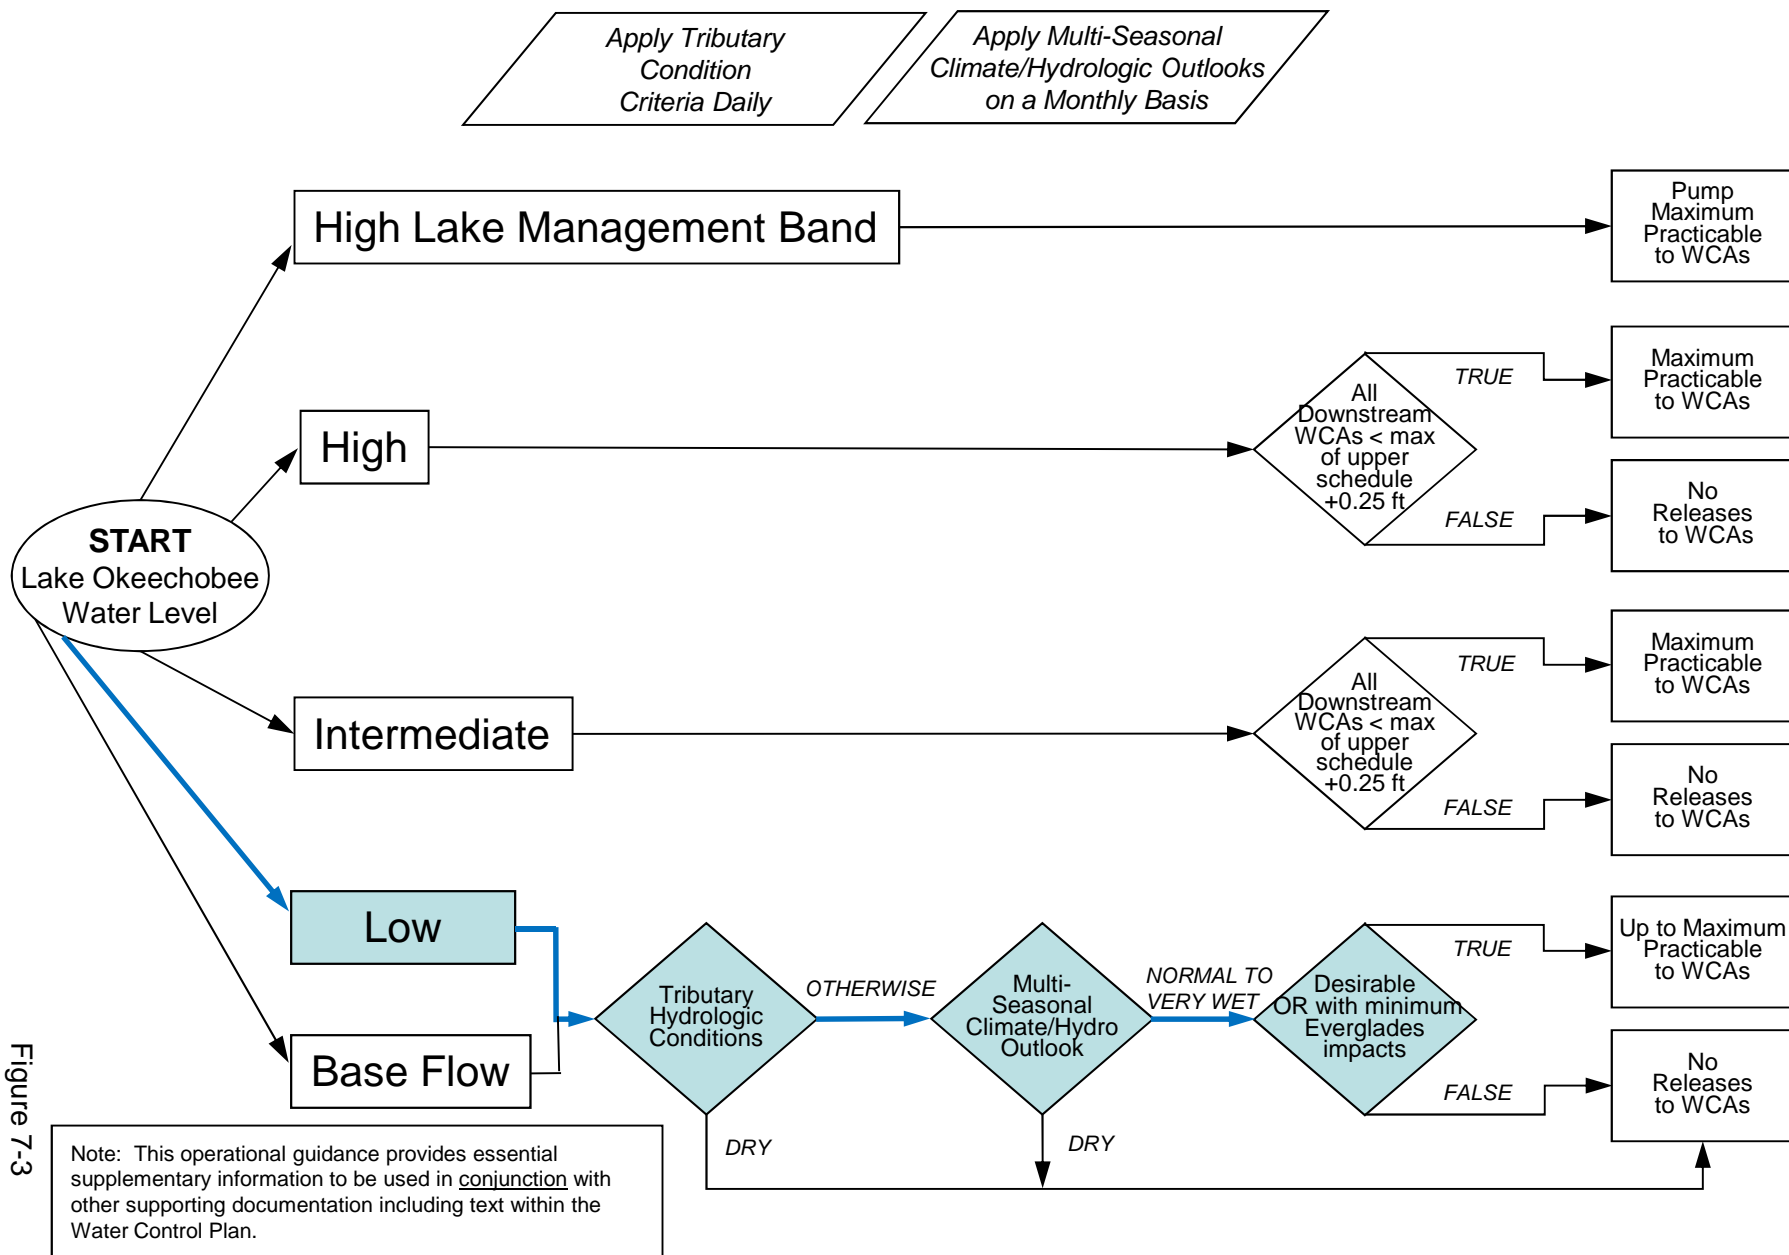 Apply Tributary
Condition
Criteria Daily
Apply Multi-Seasonal
Climate/Hydrologic Outlooks
on a Monthly Basis
High Lake Management Band
Pump
Maximum
Practicable
to WCAs
High
All
Downstream
WCAs < max
of upper
schedule
+0.25 ft
TRUE
Maximum
Practicable
to WCAs
FALSE
No
Releases
to WCAs
START
Lake Okeechobee
Water Level
Intermediate
All
Downstream
WCAs < max
of upper
schedule
+0.25 ft
TRUE
Maximum
Practicable
to WCAs
FALSE
No
Releases
to WCAs
Low
Base Flow
Tributary
Hydrologic
Conditions
OTHERWISE
DRY
Multi-
Seasonal
Climate/Hydro
Outlook
NORMAL TO
VERY WET
DRY
Desirable
OR with minimum
Everglades
impacts
TRUE
Up to Maximum
Practicable
to WCAs
FALSE
No
Releases
to WCAs
Figure 7-3
Note: This operational guidance provides essential
supplementary information to be used in conjunction with
other supporting documentation including text within the
Water Control Plan.